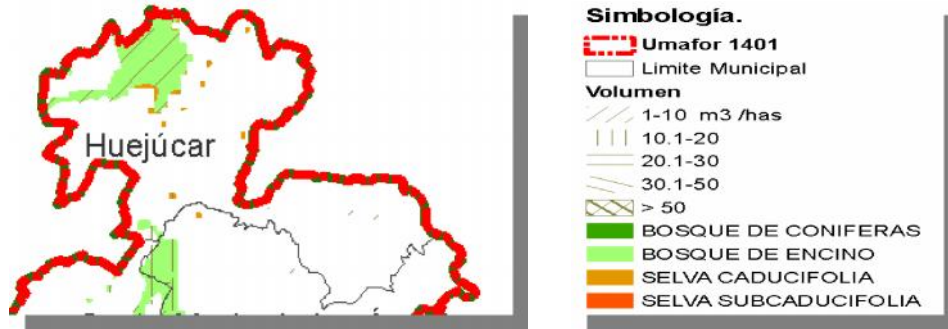 Huejúcar
Simbología.
Umafor 1401
Limite Municipal
Volumen
1-10 m3 /has
10.1-20
20.1-30
30.1-50
> 50
BOSQUE DE CONIFERAS
BOSQUE DE ENCINO
SELVA CADUCIFOLIA
SELVA SUBCADUCIFOLIA